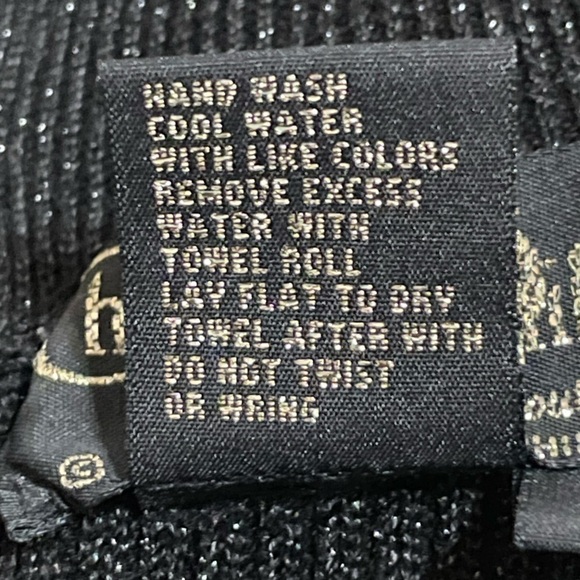 HAND WASH
COOL WATER
WITH LIKE COLORS
REMOVE EXCESS
WATER WITH
TOWEL ROLL
LAY FLAT TO DRY
TOWEL AFTER WITH
DO NOT TWIST
OR WRING
h
©